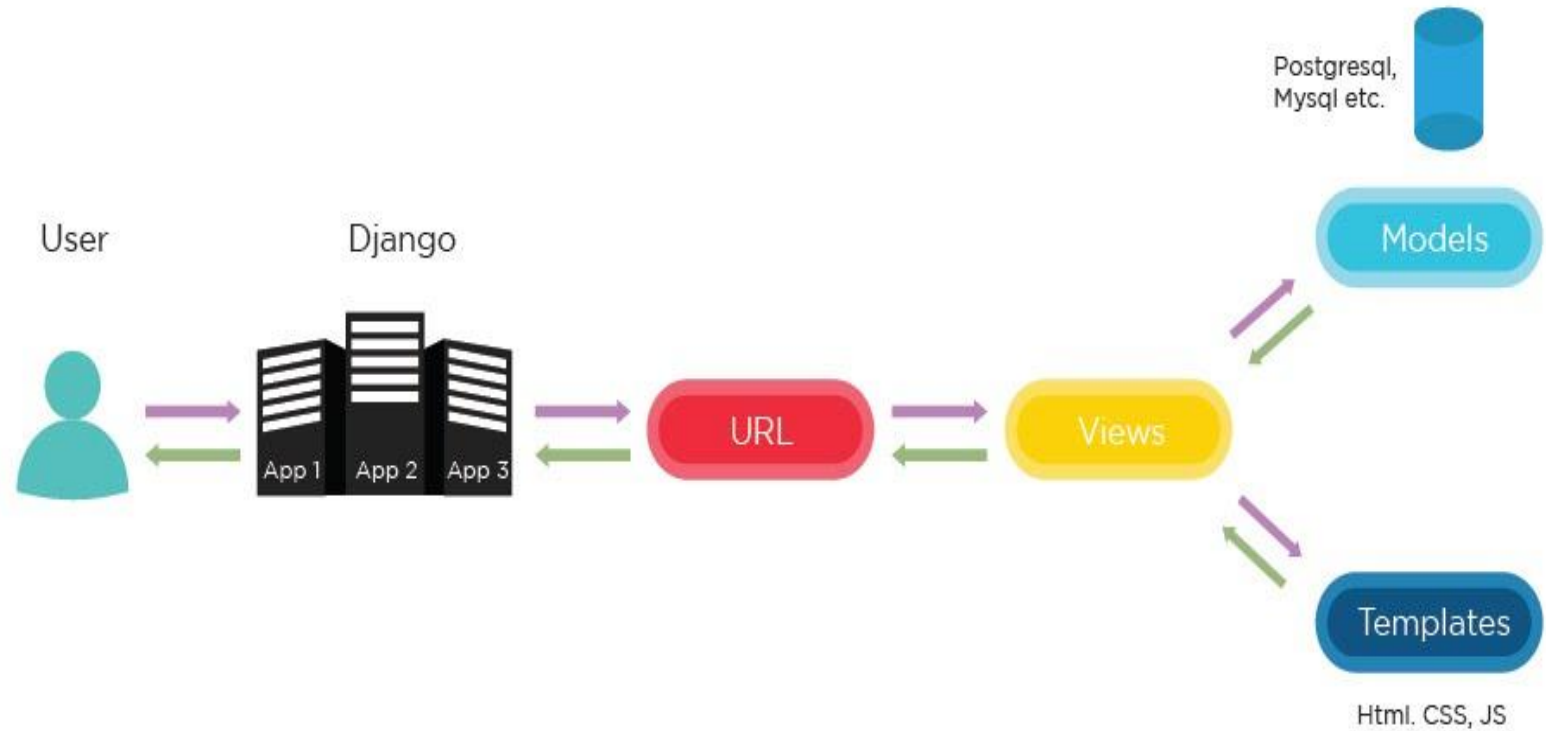 Postgresql,
Mysql etc.
User
Django
Models
App 1
App 2
App 3
URL
Views
Templates
Html. CSS, JS